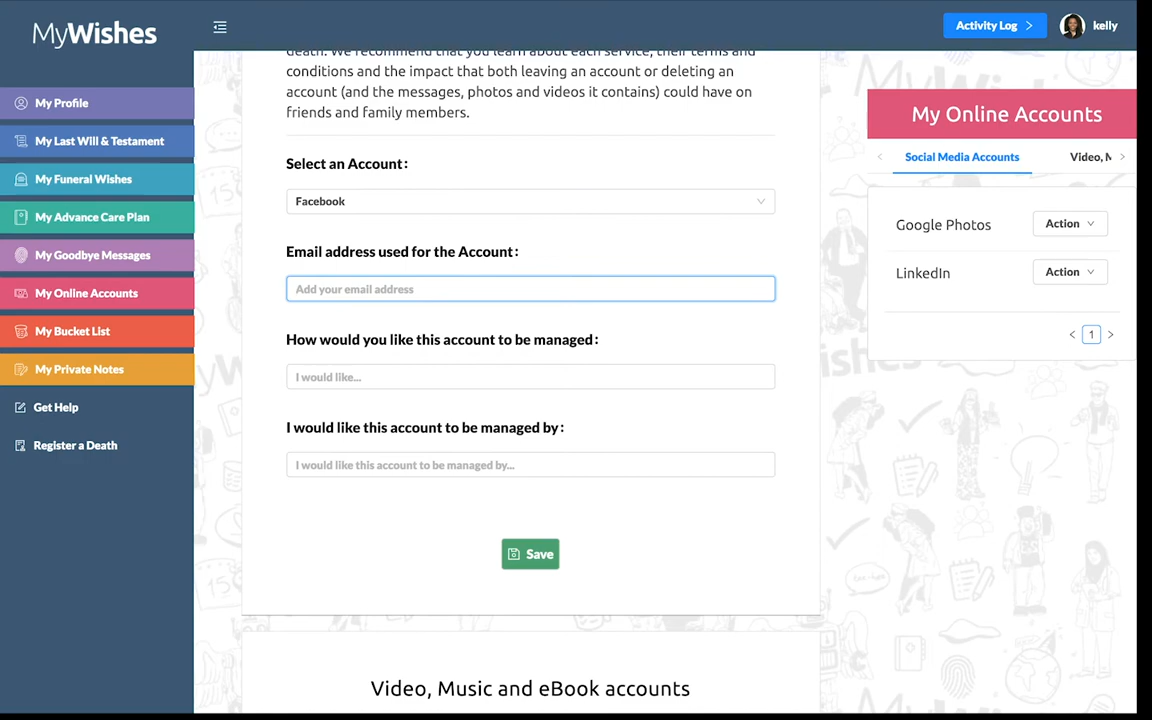 MyWishes
Activity Log >
kelly
My Profile
My Last Will & Testament
My Funeral Wishes
My Advance Care Plan
My Goodbye Messages
My Online Accounts
My Bucket List
My Private Notes
Get Help
Register a Death
death. We recommend that you learn about each service, their terms and
conditions and the impact that both leaving an account or deleting an
account (and the messages, photos and videos it contains) could have on
friends and family members.
Select an Account:
Facebook
Email address used for the Account:
Add your email address
How would you like this account to be managed:
I would like...
I would like this account to be managed by:
I would like this account to be managed by...
Save
Video, Music and eBook accounts
My Online Accounts
< Social Media Accounts Video, M >
Google Photos Action
LinkedIn Action
< 1 >